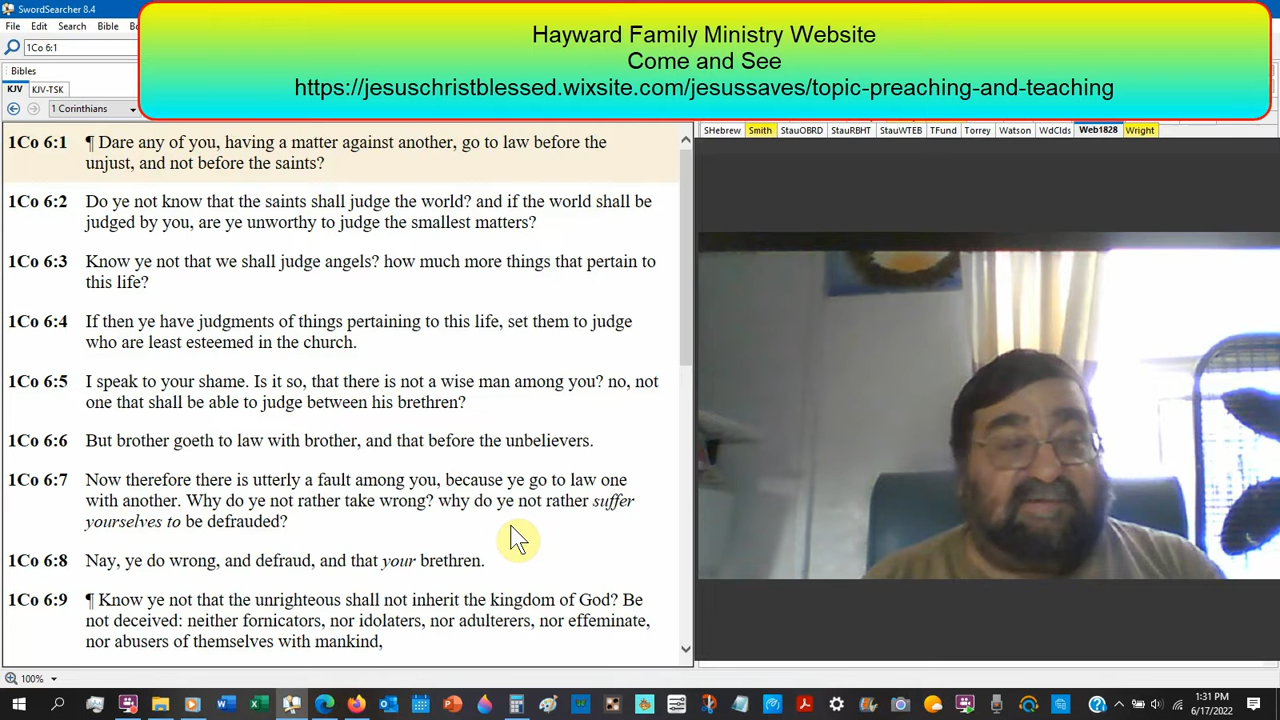 SwordSearcher 8.4
File Edit Search Bible
1Co 6:1
Bibles
KJV KJV-TSK
1 Corinthians
Hayward Family Ministry Website
Come and See
https://jesuschristblessed.wixsite.com/jesussaves/topic-preaching-and-teaching
SHebrew Smith StauOBRD StauRBHT StauWTEB TFund Torrey Watson WdClds Web1828 Wright
1Co 6:1 ¶ Dare any of you, having a matter against another, go to law before the
unjust, and not before the saints?
1Co 6:2 Do ye not know that the saints shall judge the world? and if the world shall be
judged by you, are ye unworthy to judge the smallest matters?
1Co 6:3 Know ye not that we shall judge angels? how much more things that pertain to
this life?
1Co 6:4 If then ye have judgments of things pertaining to this life, set them to judge
who are least esteemed in the church.
1Co 6:5 I speak to your shame. Is it so, that there is not a wise man among you? no, not
one that shall be able to judge between his brethren?
1Co 6:6 But brother goeth to law with brother, and that before the unbelievers.
1Co 6:7 Now therefore there is utterly a fault among you, because ye go to law one
with another. Why do ye not rather take wrong? why do ye not rather suffer
yourselves to be defrauded?
1Co 6:8 Nay, ye do wrong, and defraud, and that your brethren.
1Co 6:9 ¶ Know ye not that the unrighteous shall not inherit the kingdom of God? Be
not deceived: neither fornicators, nor idolaters, nor adulterers, nor effeminate,
nor abusers of themselves with mankind,
100%
1:31 PM
6/17/2022